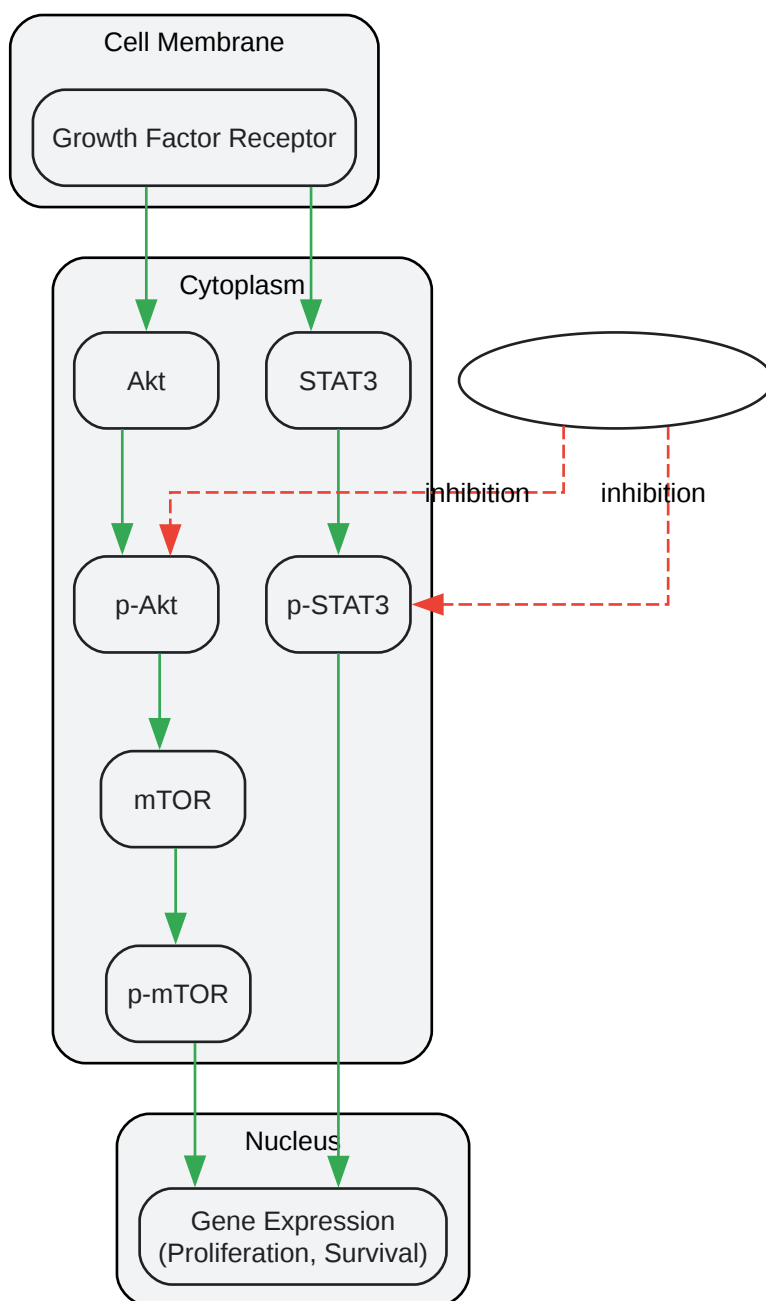 Cell Membrane
Growth Factor Receptor
Cytoplasm
Akt
STAT3
inhibition
inhibition
p-Akt
p-STAT3
mTOR
p-mTOR
Nucleus
Gene Expression
(Proliferation, Survival)